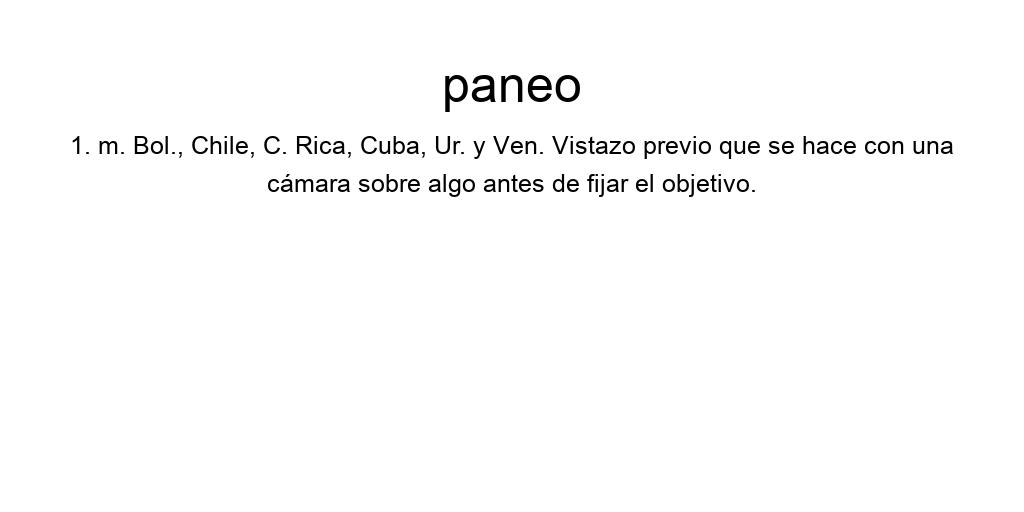 paneo
1. m. Bol., Chile, C. Rica, Cuba, Ur. y Ven. Vistazo previo que se hace con una
cámara sobre algo antes de fijar el objetivo.